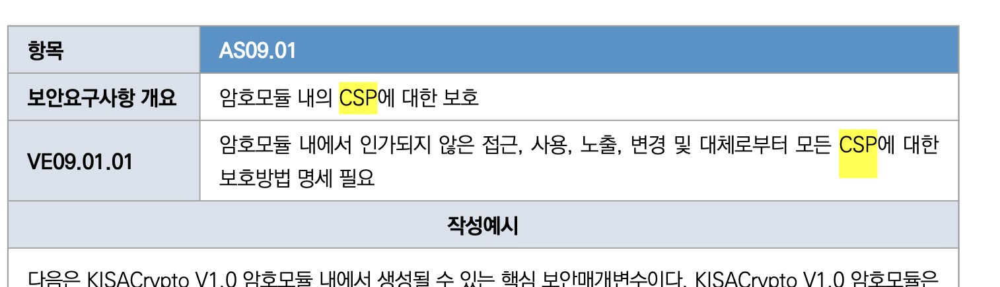 항목 AS09.01
보안요구사항 개요 암호모듈 내의 CSP에 대한 보호
VE09.01.01 암호모듈 내에서 인가되지 않은 접근, 사용, 노출, 변경 및 대체로부터 모든 CSP에 대한
보호방법 명세 필요
작성예시
다음은 KISACrypto V1.0 암호모듈 내에서 생성될 수 있는 핵심 보안매개변수이다. KISACrypto V1.0 암호모듈은